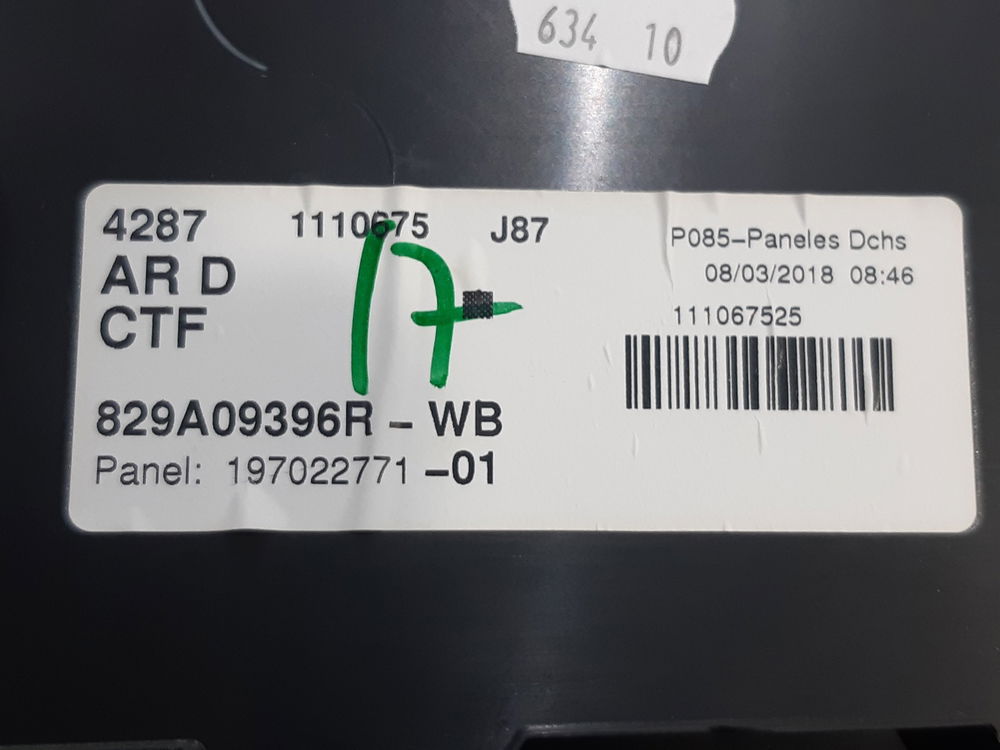 634 10
4287 1110675 J87
AR D
CTF
17
829A09396R - WB
Panel: 197022771 -01
P085-Paneles Dchs
08/03/2018 08:46
111067525